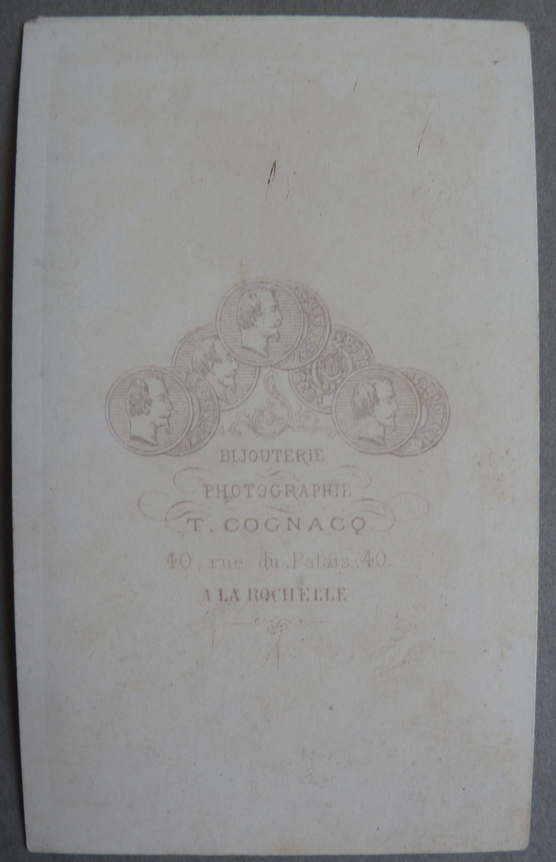 BIJOUTERIE
PHOTOGRAPHIE
T. COGNACQ
40, rue du Palais, 40.
A LA ROCHELLE